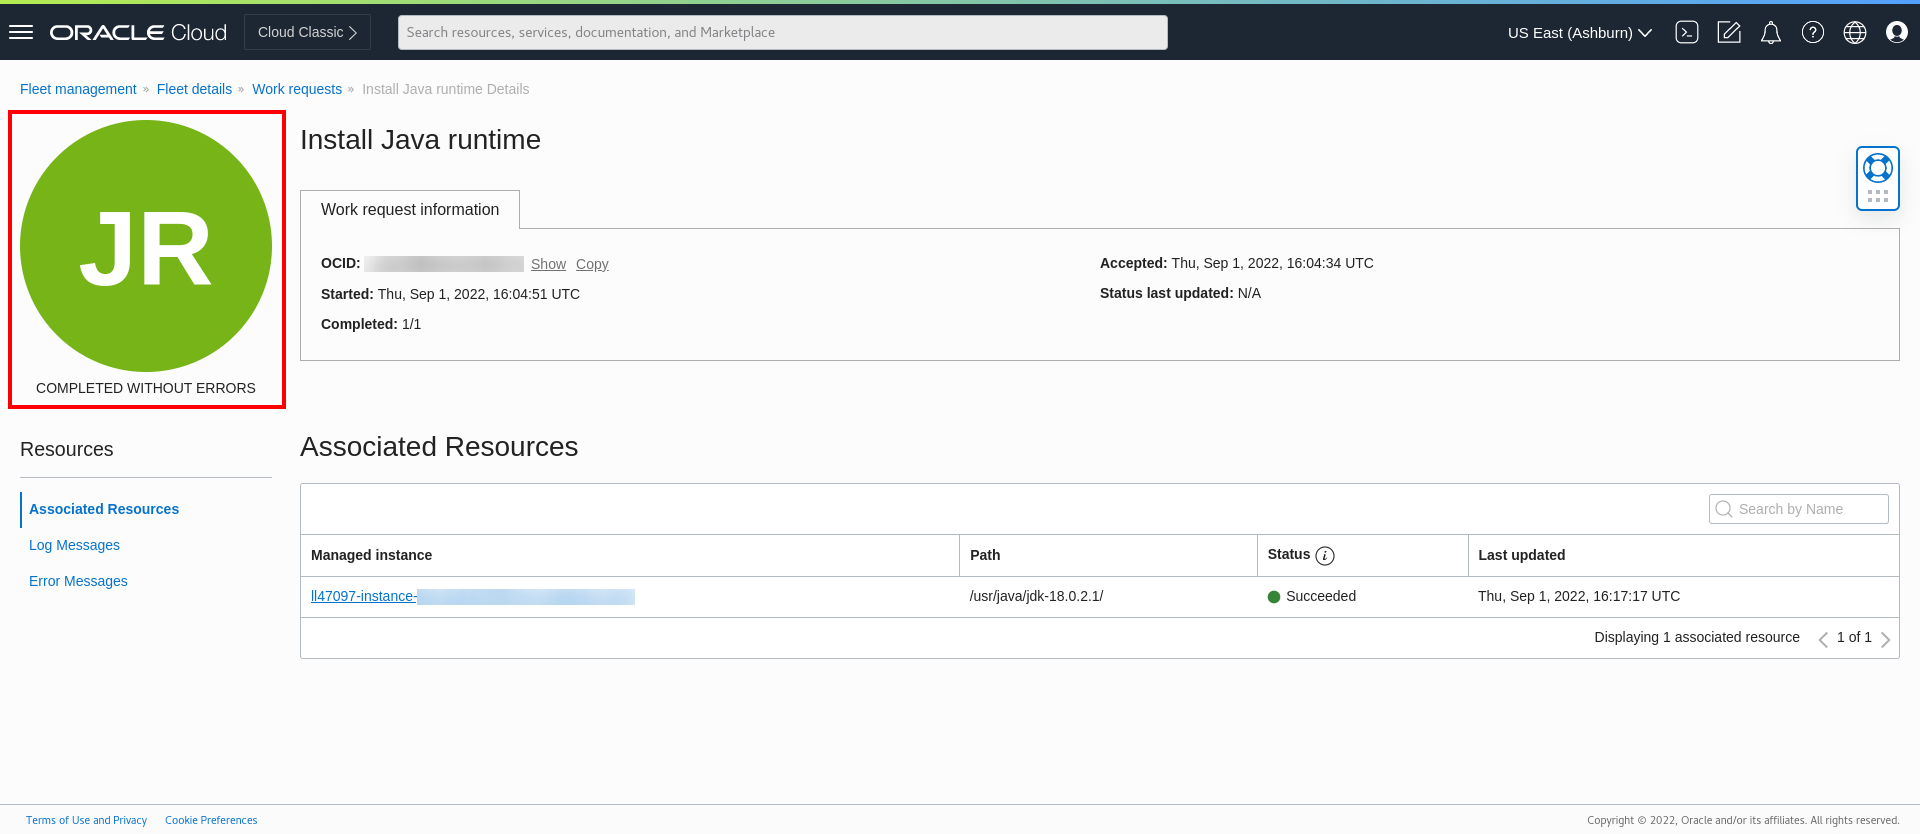 ORACLE Cloud
Cloud Classic
Search resources, services, documentation, and Marketplace
US East (Ashburn)
Fleet management » Fleet details » Work requests » Install Java runtime Details
JR
COMPLETED WITHOUT ERRORS
Install Java runtime
Work request information
OCID: Show Copy
Started: Thu, Sep 1, 2022, 16:04:51 UTC
Completed: 1/1
Accepted: Thu, Sep 1, 2022, 16:04:34 UTC
Status last updated: N/A
Resources
Associated Resources
Log Messages
Error Messages
Associated Resources
Search by Name
Managed instance Path Status i Last updated
ll47097-instance- /usr/java/jdk-18.0.2.1/ Succeeded Thu, Sep 1, 2022, 16:17:17 UTC
Displaying 1 associated resource 1 of 1
Terms of Use and Privacy Cookie Preferences
Copyright © 2022, Oracle and/or its affiliates. All rights reserved.